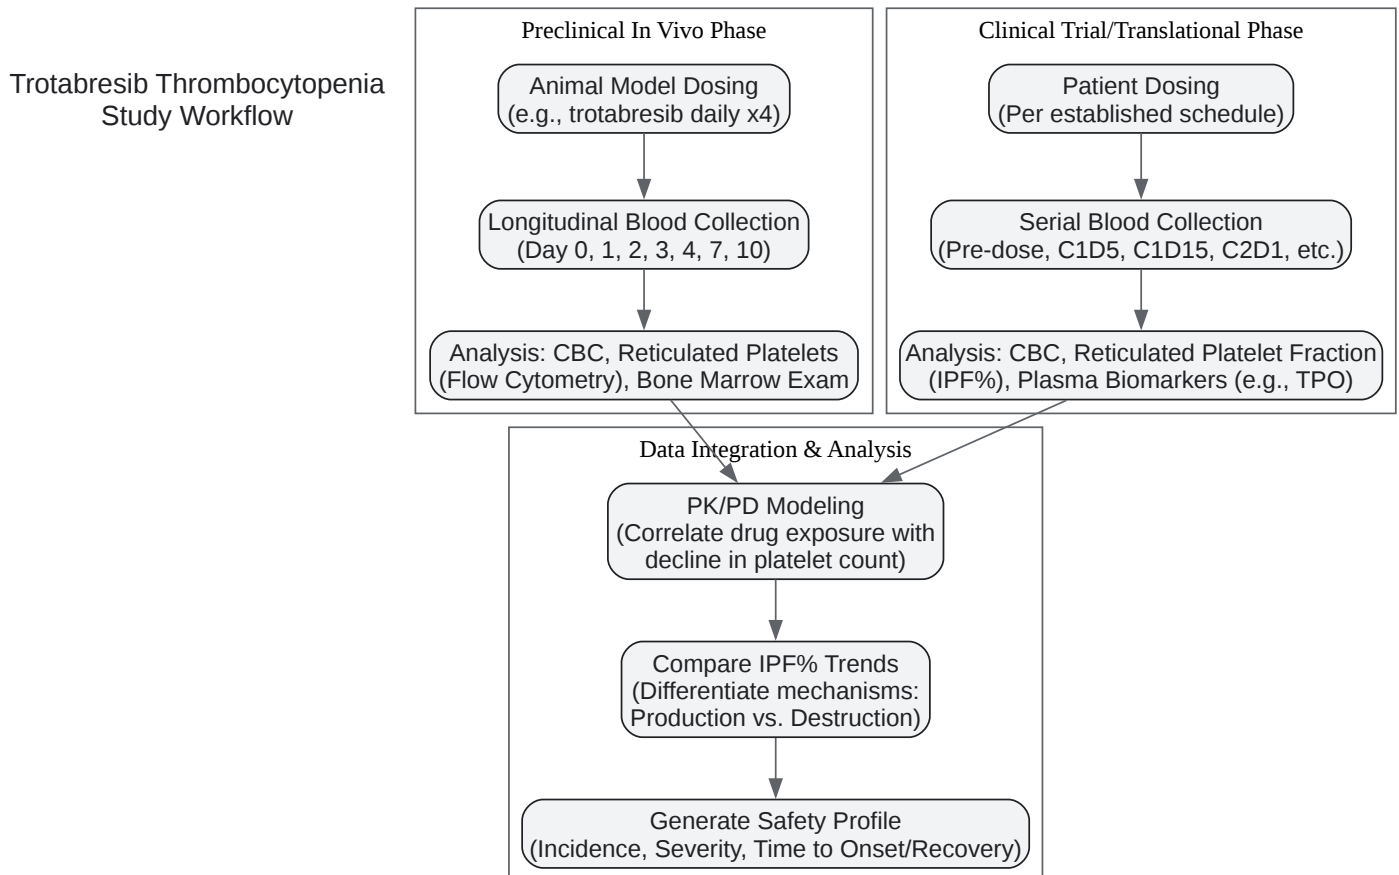 Trotabresib Thrombocytopenia
Study Workflow
Preclinical In Vivo Phase
Animal Model Dosing
(e.g., trotabresib daily x4)
Longitudinal Blood Collection
(Day 0, 1, 2, 3, 4, 7, 10)
Analysis: CBC, Reticulated Platelets
(Flow Cytometry), Bone Marrow Exam
Clinical Trial/Translational Phase
Patient Dosing
(Per established schedule)
Serial Blood Collection
(Pre-dose, C1D5, C1D15, C2D1, etc.)
Analysis: CBC, Reticulated Platelet Fraction
(IPF%), Plasma Biomarkers (e.g., TPO)
Data Integration & Analysis
PK/PD Modeling
(Correlate drug exposure with
decline in platelet count)
Compare IPF% Trends
(Differentiate mechanisms:
Production vs. Destruction)
Generate Safety Profile
(Incidence, Severity, Time to Onset/Recovery)